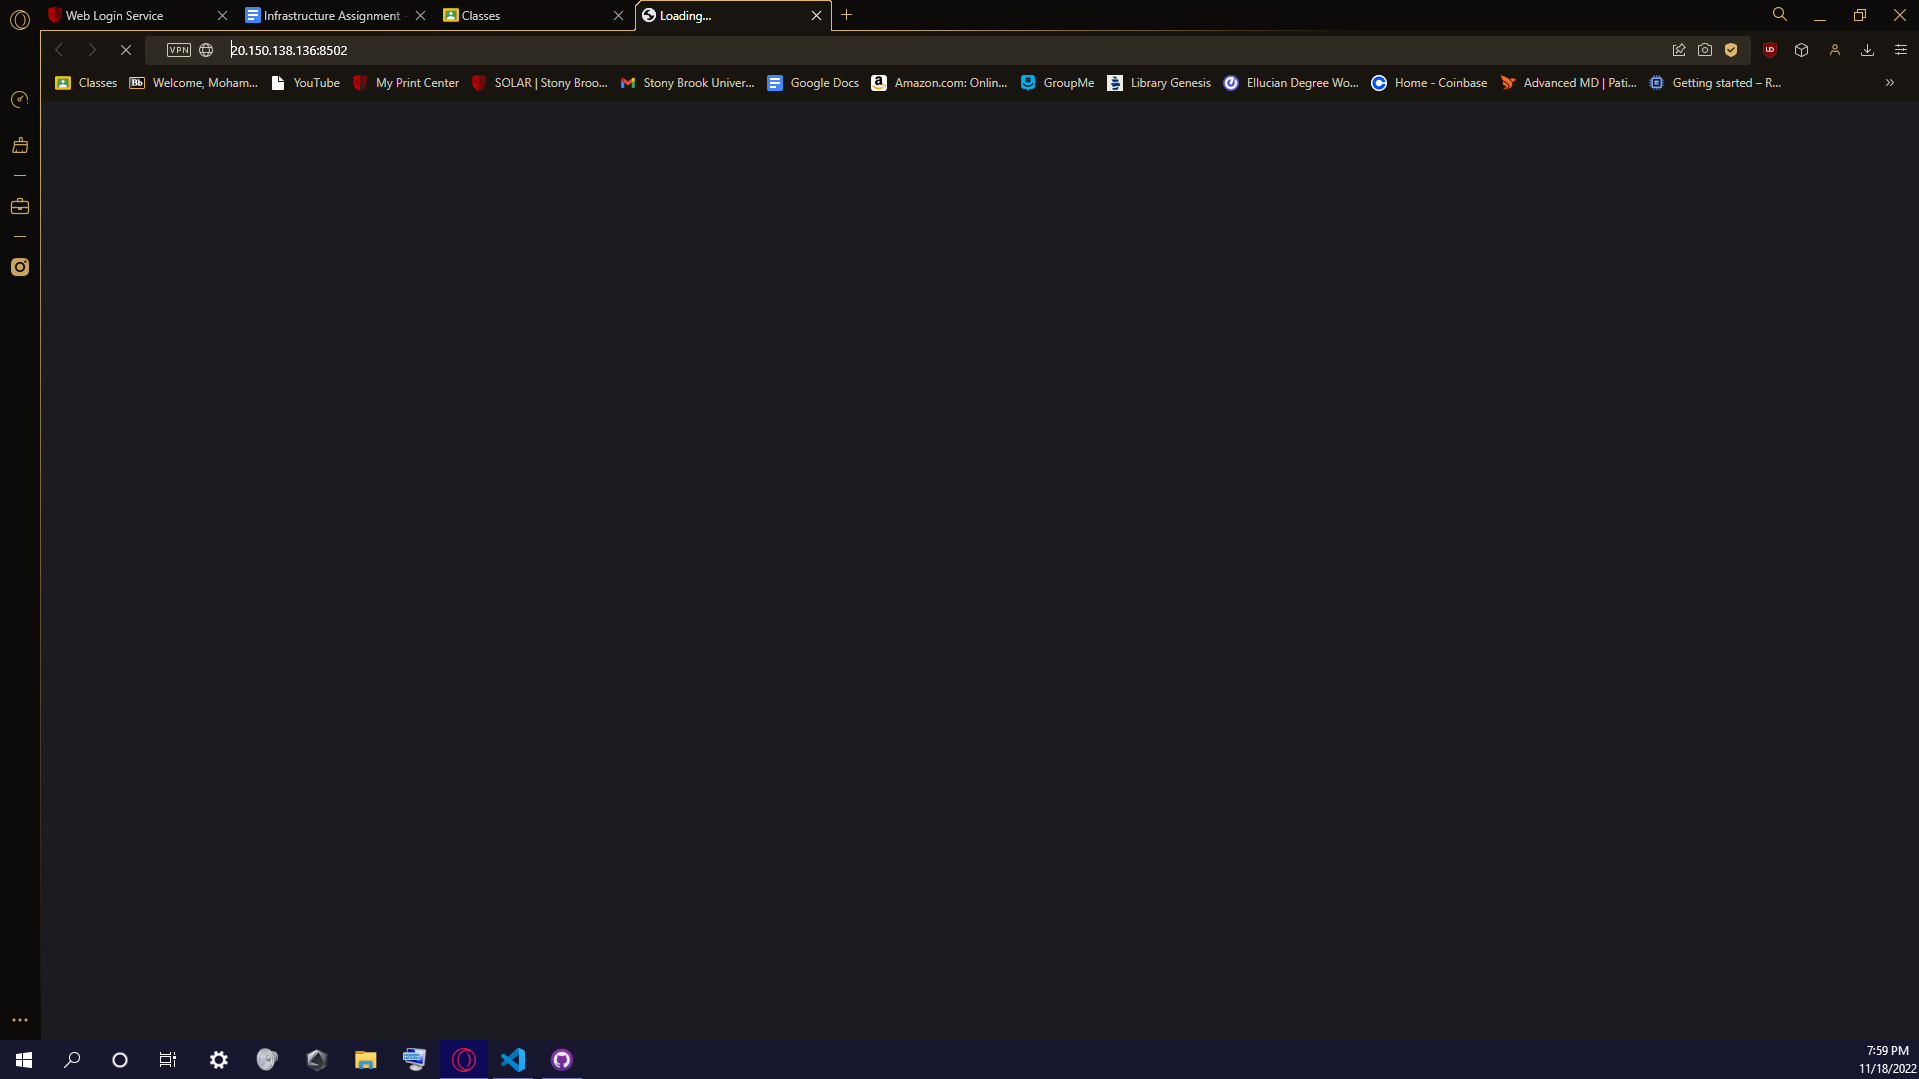 Web Login Service
Infrastructure Assignment
Classes
Loading...
VPN
20.150.138.136:8502
UO
Classes
Bb Welcome, Moham...
YouTube
My Print Center
SOLAR | Stony Broo...
Stony Brook Univer...
Google Docs
a Amazon.com: Onlin...
GroupMe
Library Genesis
Ellucian Degree Wo...
Home - Coinbase
Advanced MD | Pati...
Getting started – R...
7:59 PM
11/18/2022